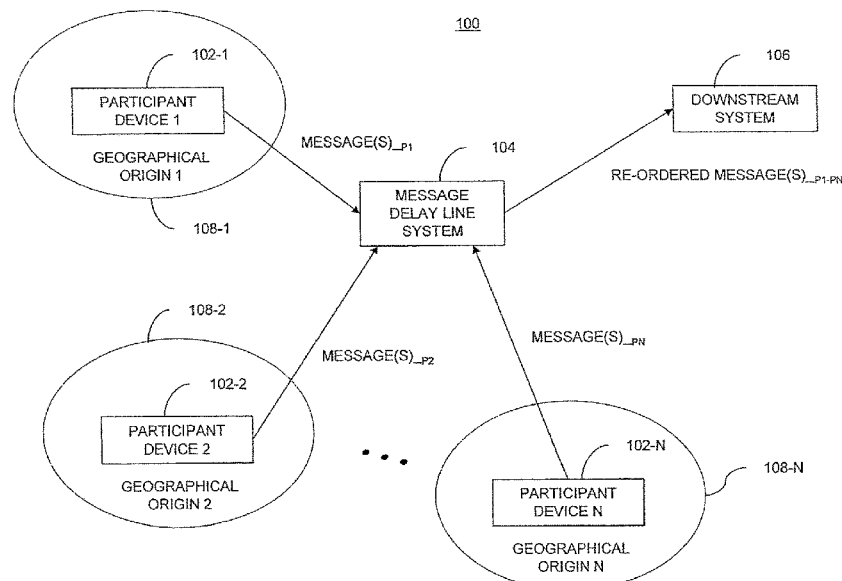 100
102-1
PARTICIPANT
DEVICE 1
GEOGRAPHICAL
ORIGIN 1
108-1
MESSAGE(S)_P1
104
MESSAGE
DELAY LINE
SYSTEM
106
DOWNSTREAM
SYSTEM
RE-ORDERED MESSAGE(S)_P1-PN
108-2
102-2
PARTICIPANT
DEVICE 2
GEOGRAPHICAL
ORIGIN 2
MESSAGE(S)_P2
MESSAGE(S)_PN
102-N
PARTICIPANT
DEVICE N
GEOGRAPHICAL
ORIGIN N
108-N